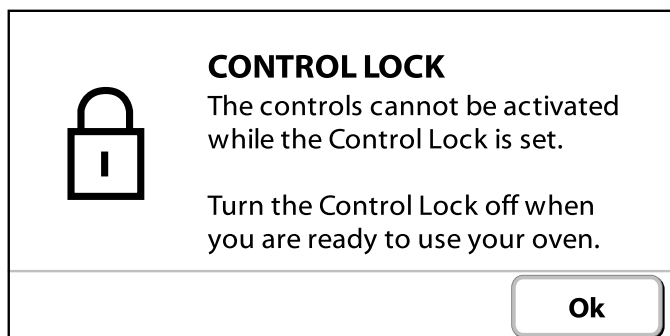 CONTROL LOCK
The controls cannot be activated
while the Control Lock is set.
Turn the Control Lock off when
you are ready to use your oven.
Ok